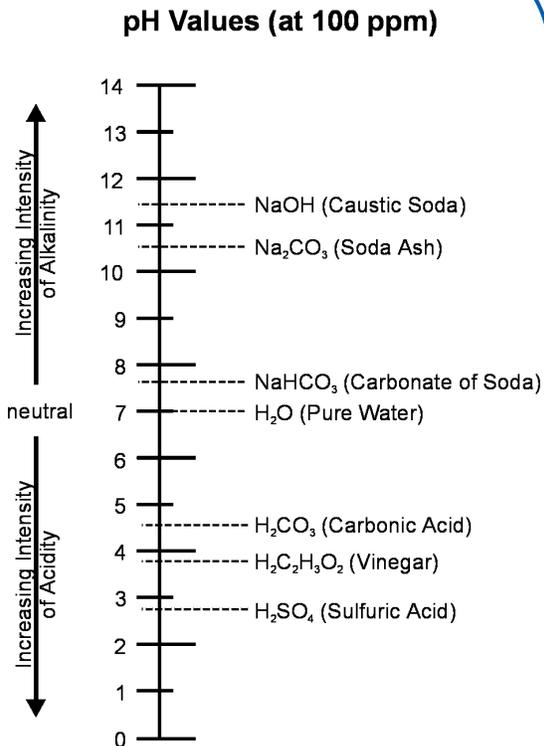 pH Values (at 100 ppm)
14
13
12
NaOH (Caustic Soda)
11
Na₂CO₃ (Soda Ash)
10
9
8
NaHCO₃ (Carbonate of Soda)
7
H₂O (Pure Water)
6
5
H₂CO₃ (Carbonic Acid)
4
H₂C₂H₃O₂ (Vinegar)
3
H₂SO₄ (Sulfuric Acid)
2
1
0
Increasing Intensity
of Alkalinity
neutral
Increasing Intensity
of Acidity